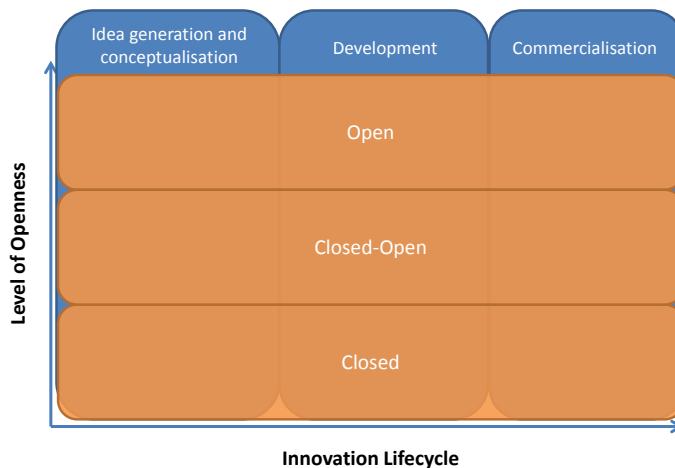 Idea generation and
conceptualisation
Development
Commercialisation
Level of Openness
Open
Closed-Open
Closed
Innovation Lifecycle